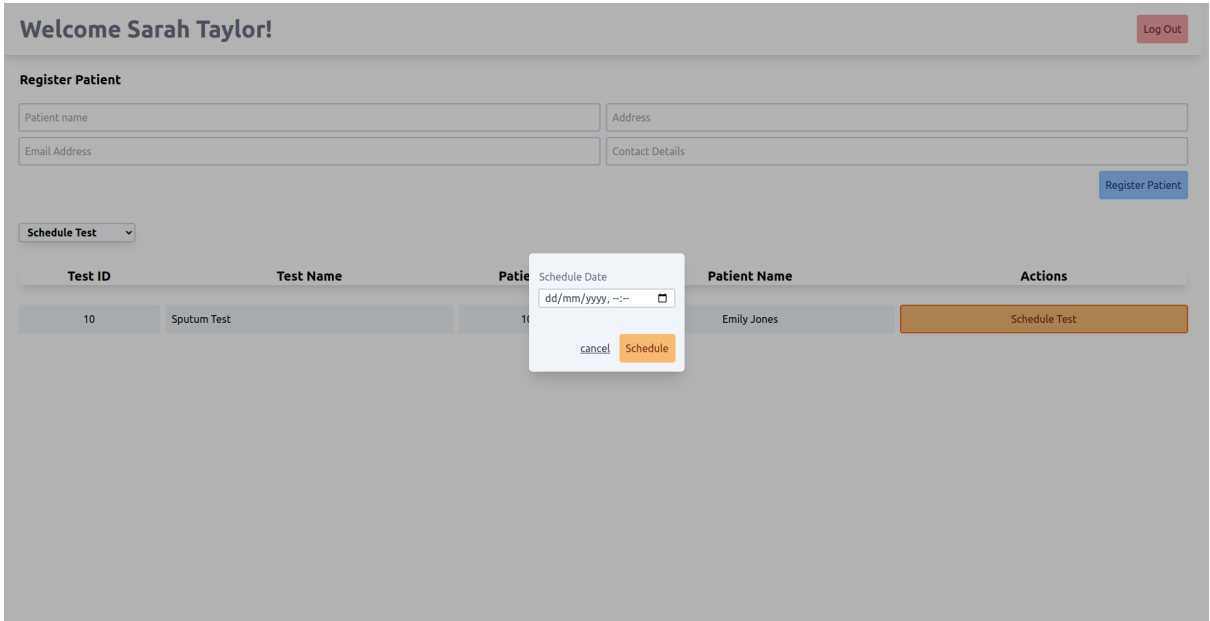 Welcome Sarah Taylor!
Log Out
Register Patient
Patient name
Address
Email Address
Contact Details
Register Patient
Schedule Test
Test ID Test Name Patie Patient Name Actions
10 Sputum Test 10 Emily Jones Schedule Test
Schedule Date
dd/mm/yyyy, --:--
cancel Schedule